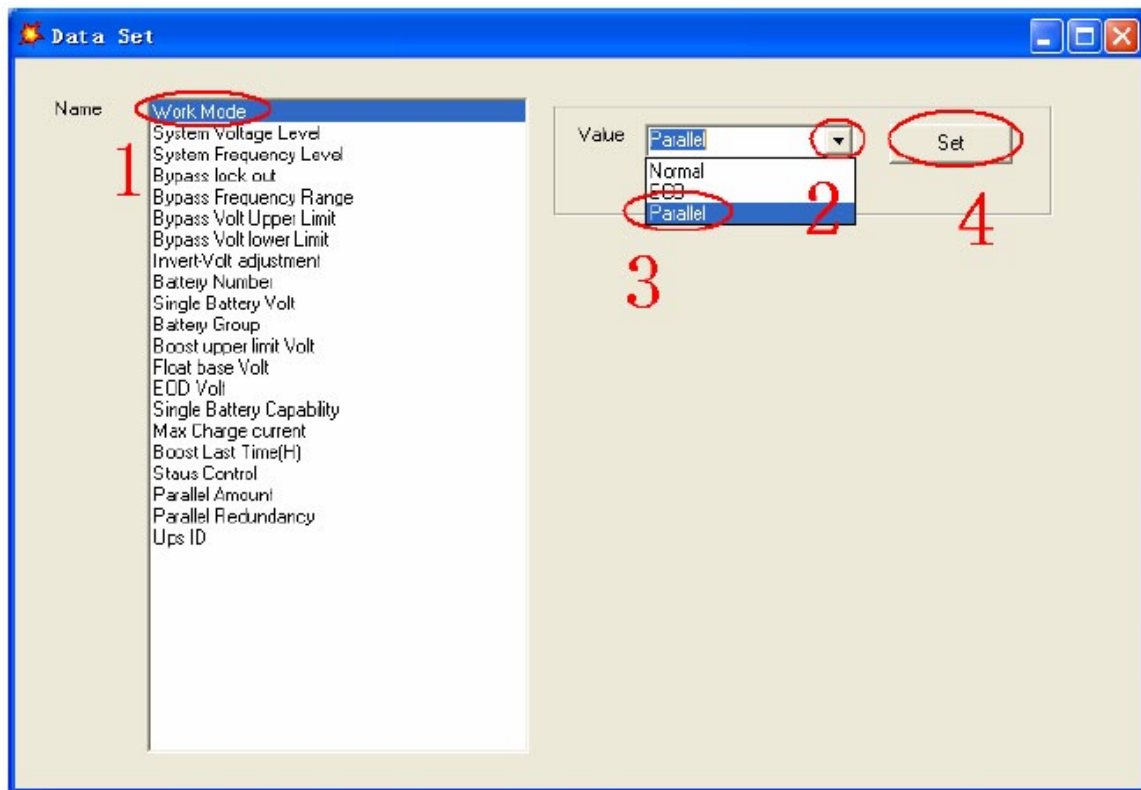 Data Set
Name
Work Mode
System Voltage Level
System Frequency Level
Bypass lock out
Bypass Frequency Range
Bypass Volt Upper Limit
Bypass Volt lower Limit
Invert-Volt adjustment
Battery Number
Single Battery Volt
Battery Group
Boost upper limit Volt
Float base Volt
EOD Volt
Single Battery Capability
Max Charge current
Boost Last Time(H)
Staus Control
Parallel Amount
Parallel Redundancy
Ups ID
1
Value
Parallel
Normal
ECO
Parallel
Set
2
3
4